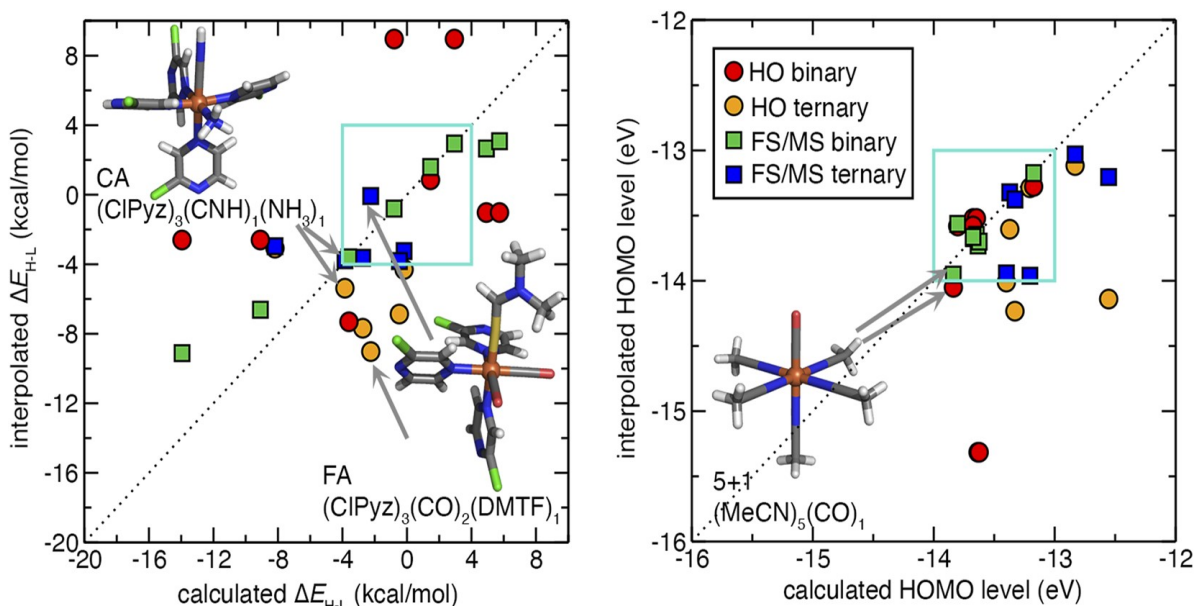 8
4
0
-4
-8
-12
-16
-20
-20 -16 -12 -8 -4 0 4 8
interpolated ΔE_H-L (kcal/mol)
calculated ΔE_H-L (kcal/mol)
CA
(ClPyz)₃(CNH)₁(NH₃)₁
FA
(ClPyz)₃(CO)₂(DMTF)₁
-12
-13
-14
-15
-16
-16 -15 -14 -13 -12
interpolated HOMO level (eV)
calculated HOMO level (eV)
HO binary
HO ternary
FS/MS binary
FS/MS ternary
5+1
(MeCN)₅(CO)₁